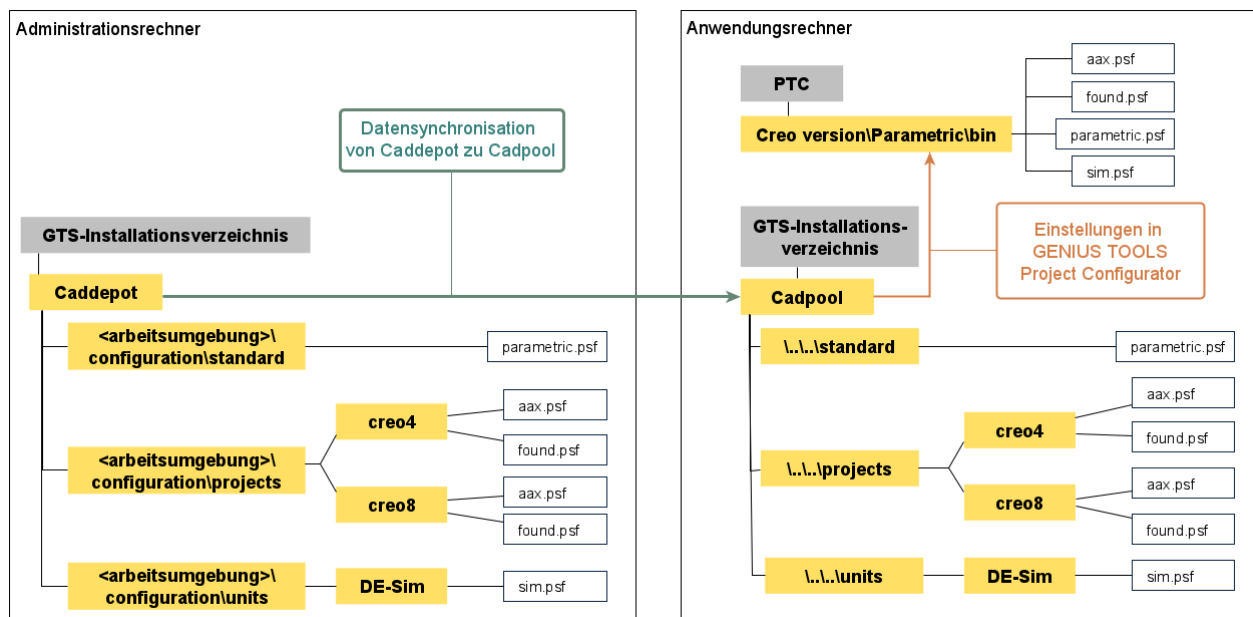 Administrationsrechner
Datensynchronisation
von Caddepot zu Cadpool
GTS-Installationsverzeichnis
Caddepot
<arbeitsumgebung>\
configuration\standard
parametric.psf
<arbeitsumgebung>\
configuration\projects
creo4
aax.psf
found.psf
creo8
aax.psf
found.psf
<arbeitsumgebung>\
configuration\units
DE-Sim
sim.psf
Anwendungsrechner
PTC
Creo version\Parametric\bin
aax.psf
found.psf
parametric.psf
sim.psf
GTS-Installations-
verzeichnis
Einstellungen in
GENIUS TOOLS
Project Configurator
Cadpool
\..\..\standard
parametric.psf
\..\..\projects
creo4
aax.psf
found.psf
creo8
aax.psf
found.psf
\..\..\units
DE-Sim
sim.psf